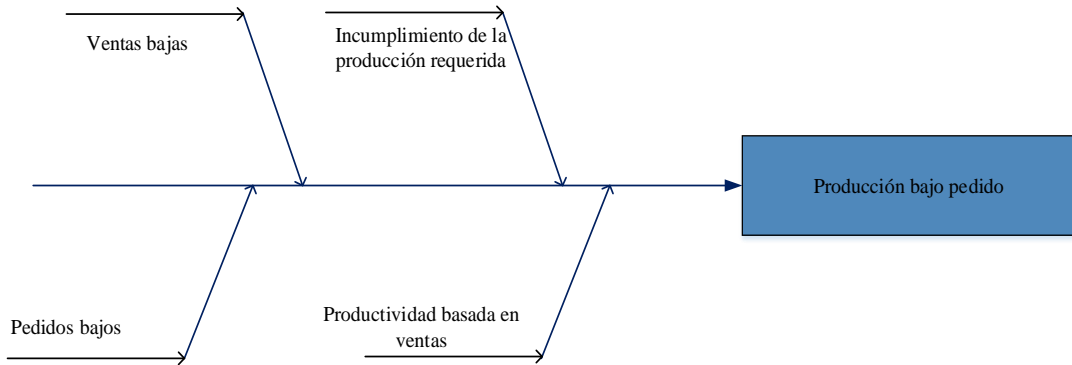 Ventas bajas
Incumplimiento de la
producción requerida
Producción bajo pedido
Pedidos bajos
Productividad basada en
ventas